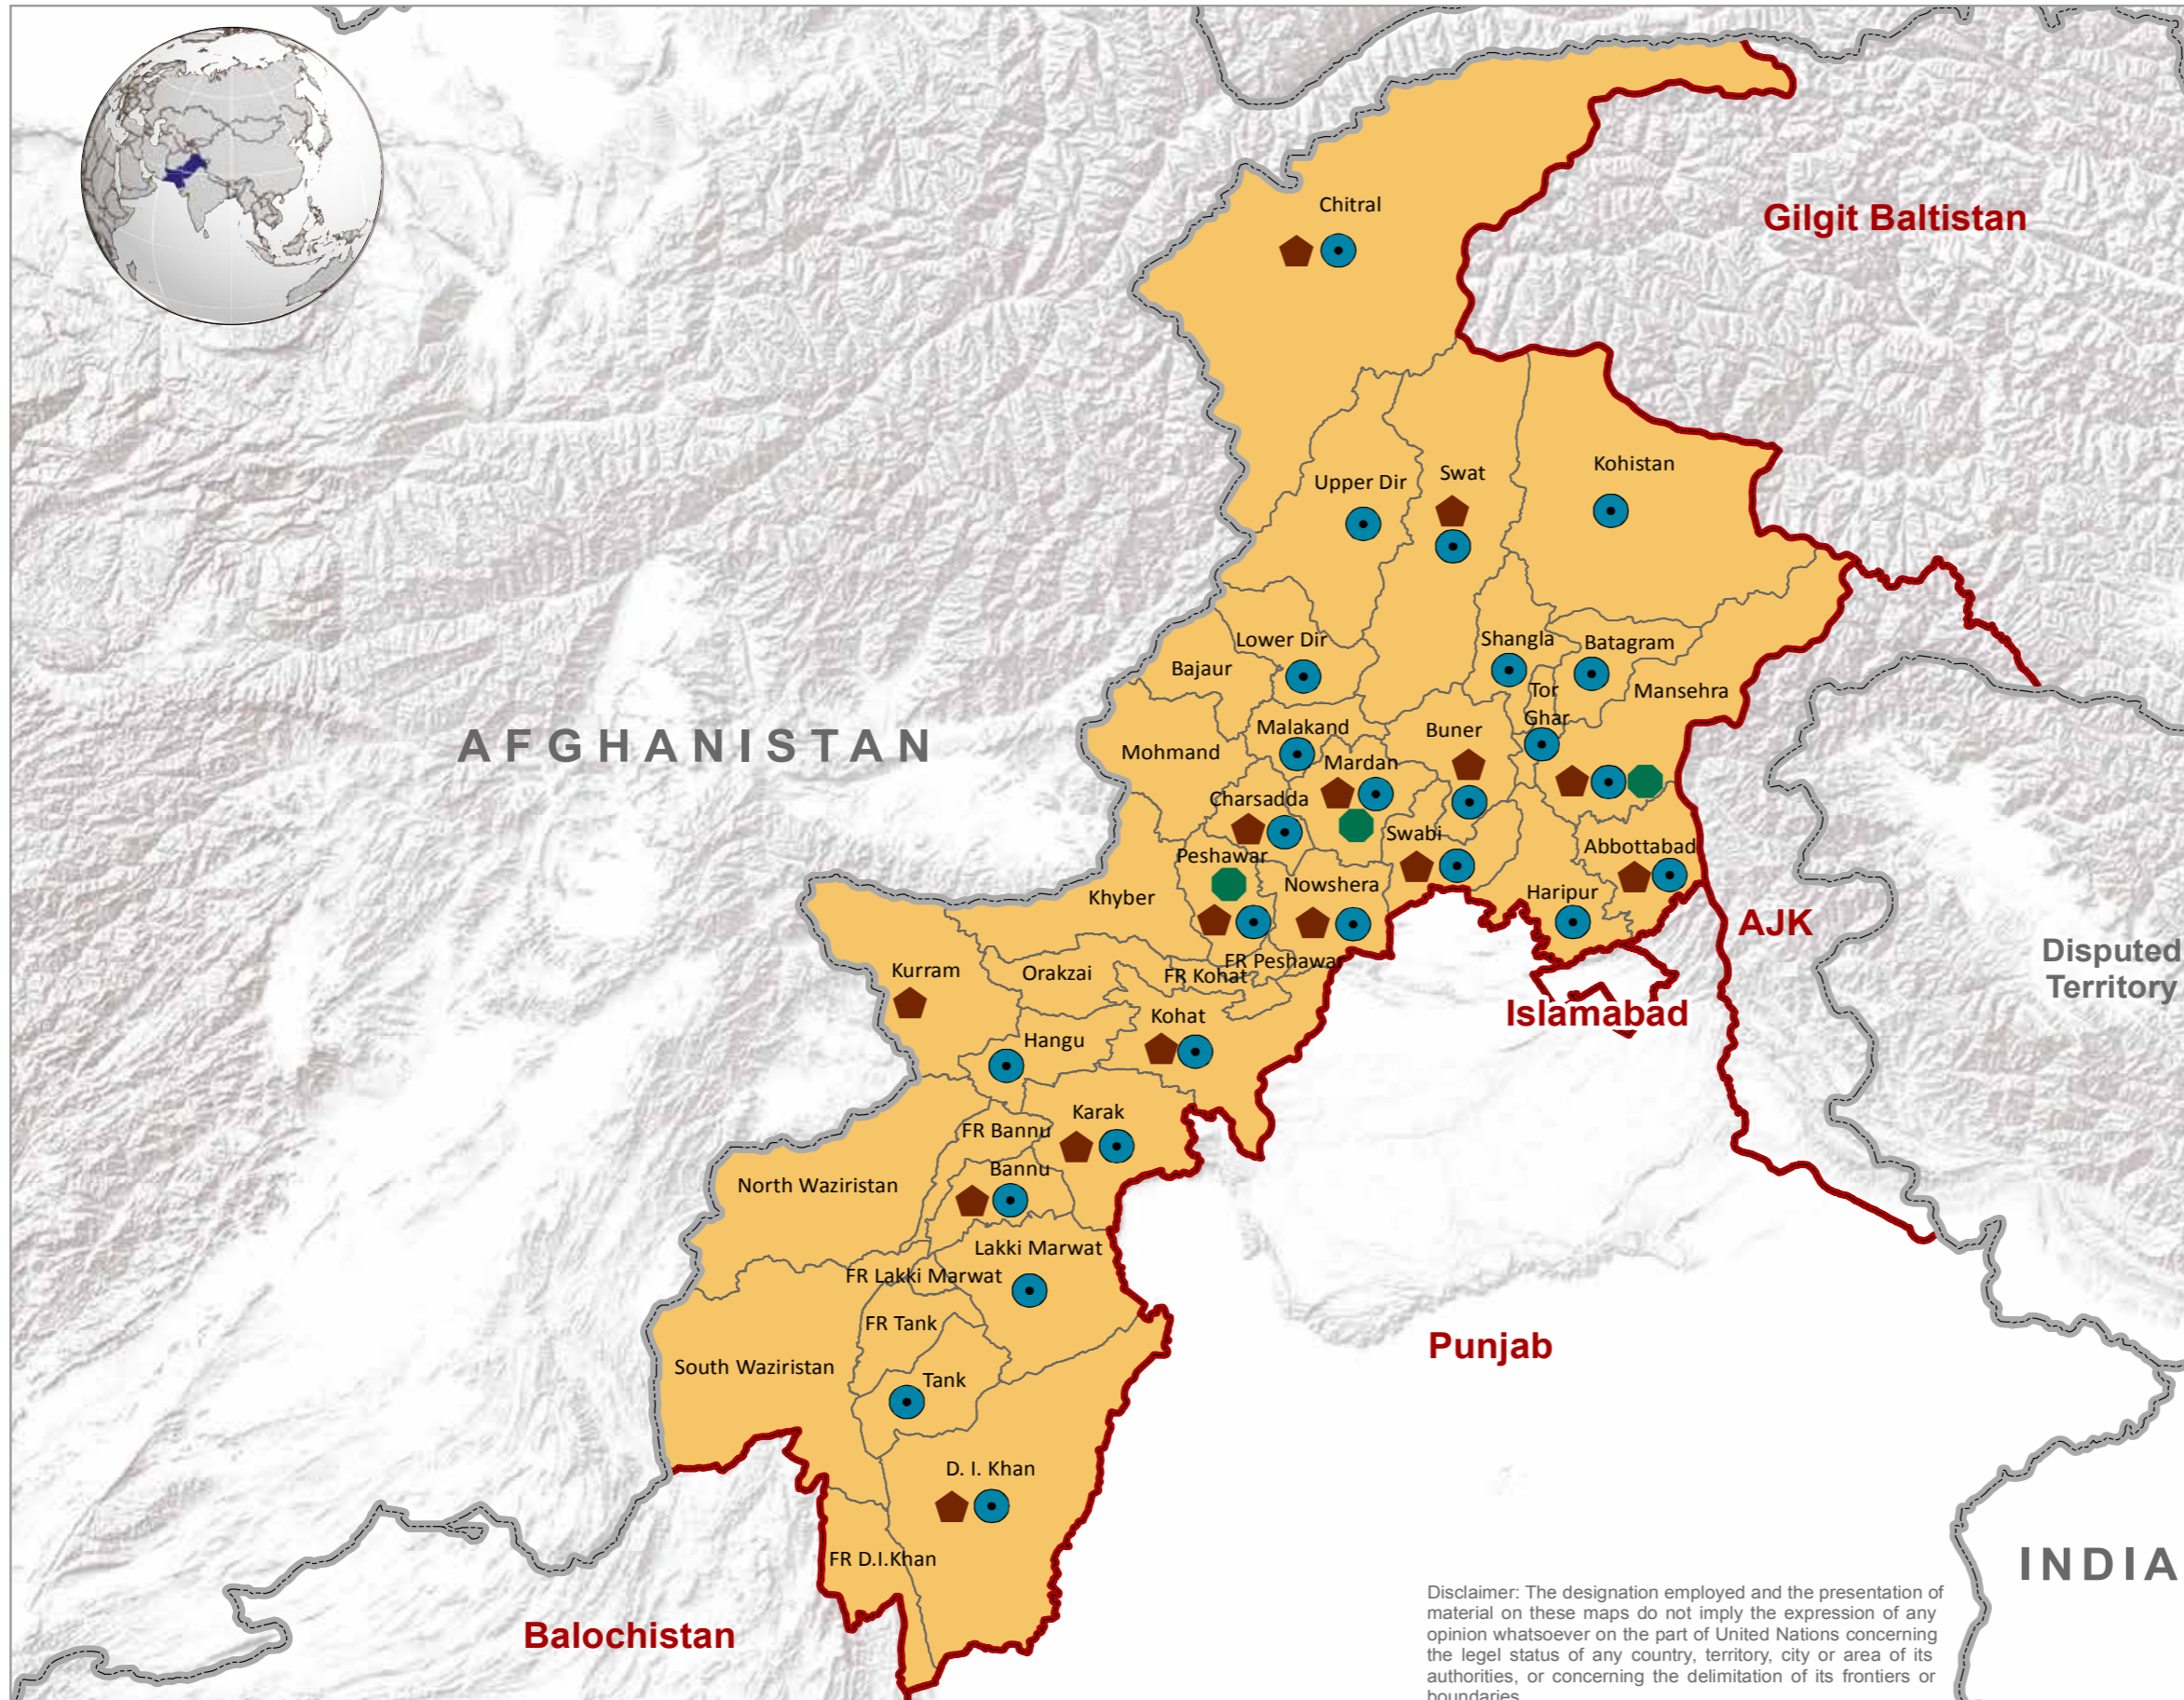 Chitral
Gilgit Baltistan
Upper Dir
Swat
Kohistan
Lower Dir
Shangla
Batagram
Bajaur
Tor
Ghar
Mansehra
AFGHANISTAN
Mohmand
Malakand
Buner
Mardan
Charsadda
Swabi
Peshawar
Abbottabad
Khyber
Nowshera
Haripur
AJK
Disputed
Territory
Kurram
Orakzai
FR Peshawar
FR Kohat
Islamabad
Kohat
Hangu
Karak
FR Bannu
Bannu
North Waziristan
Lakki Marwat
FR Lakki Marwat
FR Tank
Punjab
South Waziristan
Tank
D. I. Khan
FR D.I.Khan
INDIA
Balochistan
Disclaimer: The designation employed and the presentation of
material on these maps do not imply the expression of any
opinion whatsoever on the part of United Nations concerning
the legel status of any country, territory, city or area of its
authorities, or concerning the delimitation of its frontiers or
boundaries